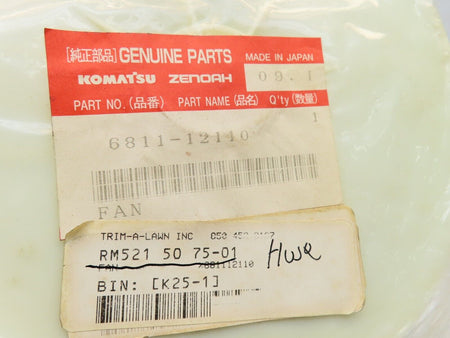 [純正部品] GENUINE PARTS
MADE IN JAPAN
KOMATSU ZENOAH
09.1
PART NO. (品番) PART NAME (品名) Q'ty (数量)
6811-12110
1
FAN
TRIM-A-LAWN INC
RM521 50 75-01
Hwa
FAN /681112110
BIN: [K25-1]